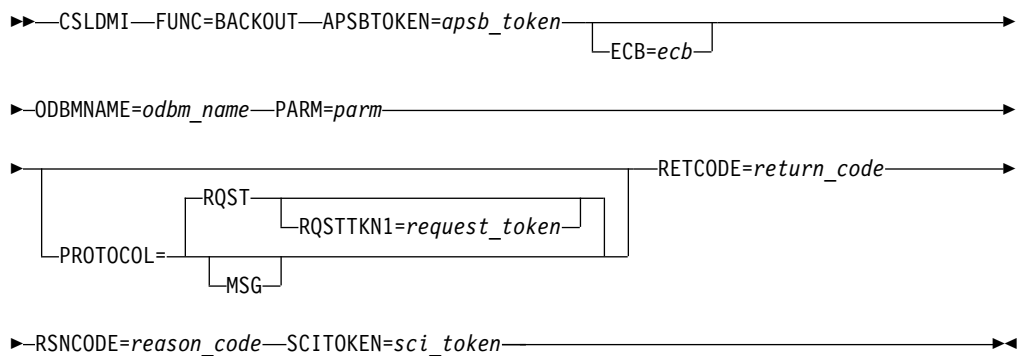 CSLDMI FUNC=BACKOUT APSBTOKEN=apsb_token
ECB=ecb
ODBMNAME=odbm_name PARM=parm
RETCODE=return_code
RQST
RQSTTKN1=request_token
PROTOCOL=
MSG
RSNCODE=reason_code SCITOKEN=sci_token